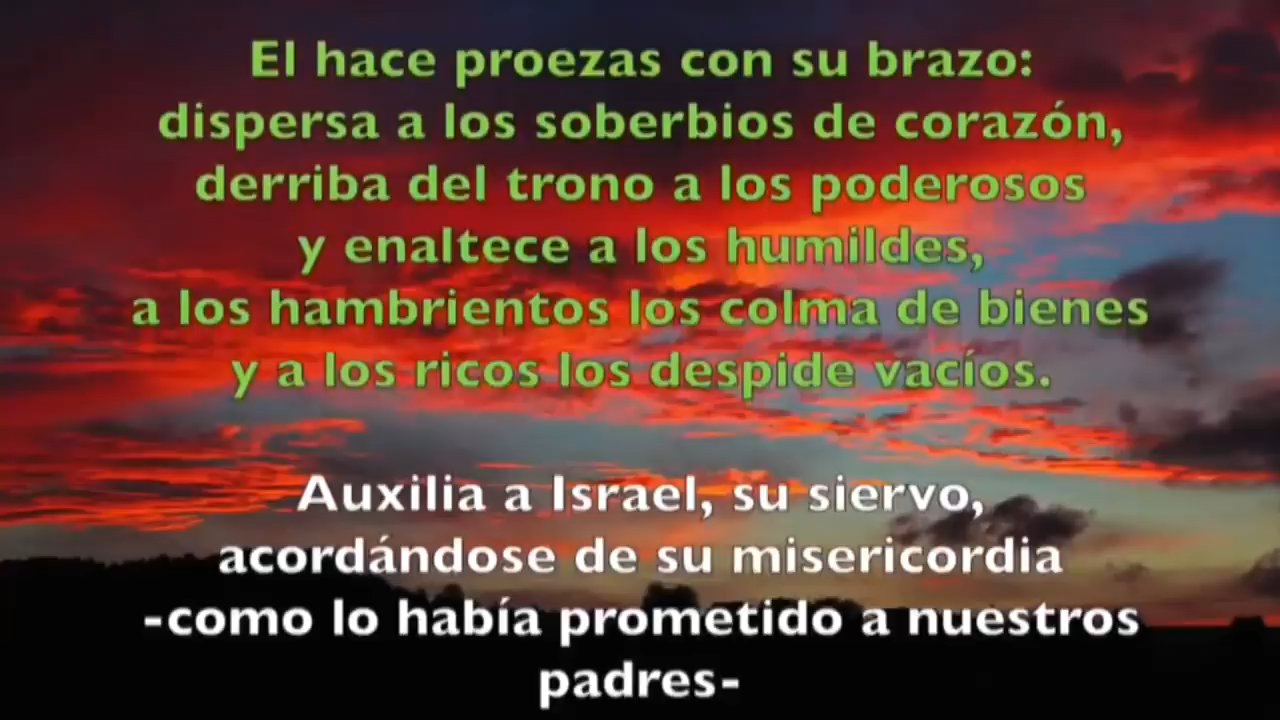 El hace proezas con su brazo:
dispersa a los soberbios de corazón,
derriba del trono a los poderosos
y enaltece a los humildes,
a los hambrientos los colma de bienes
y a los ricos los despide vacíos.
Auxilia a Israel, su siervo,
acordándose de su misericordia
-como lo había prometido a nuestros
padres-